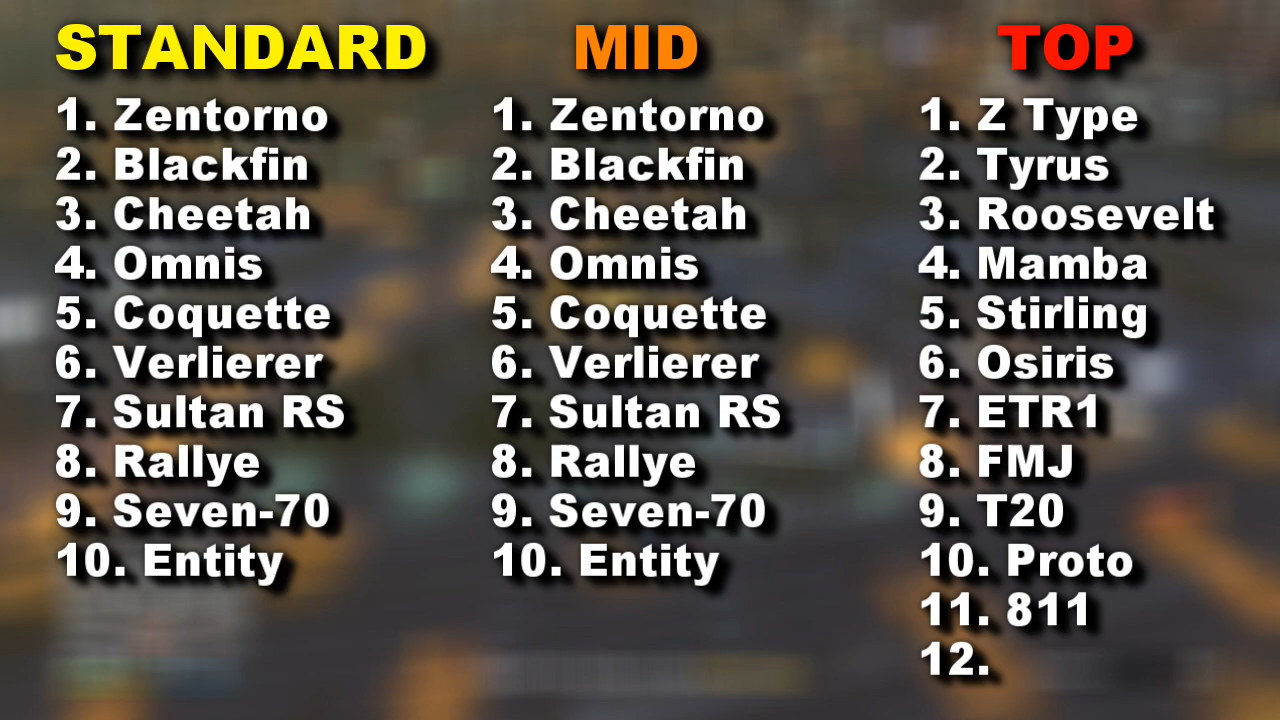 STANDARD
1. Zentorno
2. Blackfin
3. Cheetah
4. Omnis
5. Coquette
6. Verlierer
7. Sultan RS
8. Rallye
9. Seven-70
10. Entity
MID
1. Zentorno
2. Blackfin
3. Cheetah
4. Omnis
5. Coquette
6. Verlierer
7. Sultan RS
8. Rallye
9. Seven-70
10. Entity
TOP
1. Z Type
2. Tyrus
3. Roosevelt
4. Mamba
5. Stirling
6. Osiris
7. ETR1
8. FMJ
9. T20
10. Proto
11. 811
12.